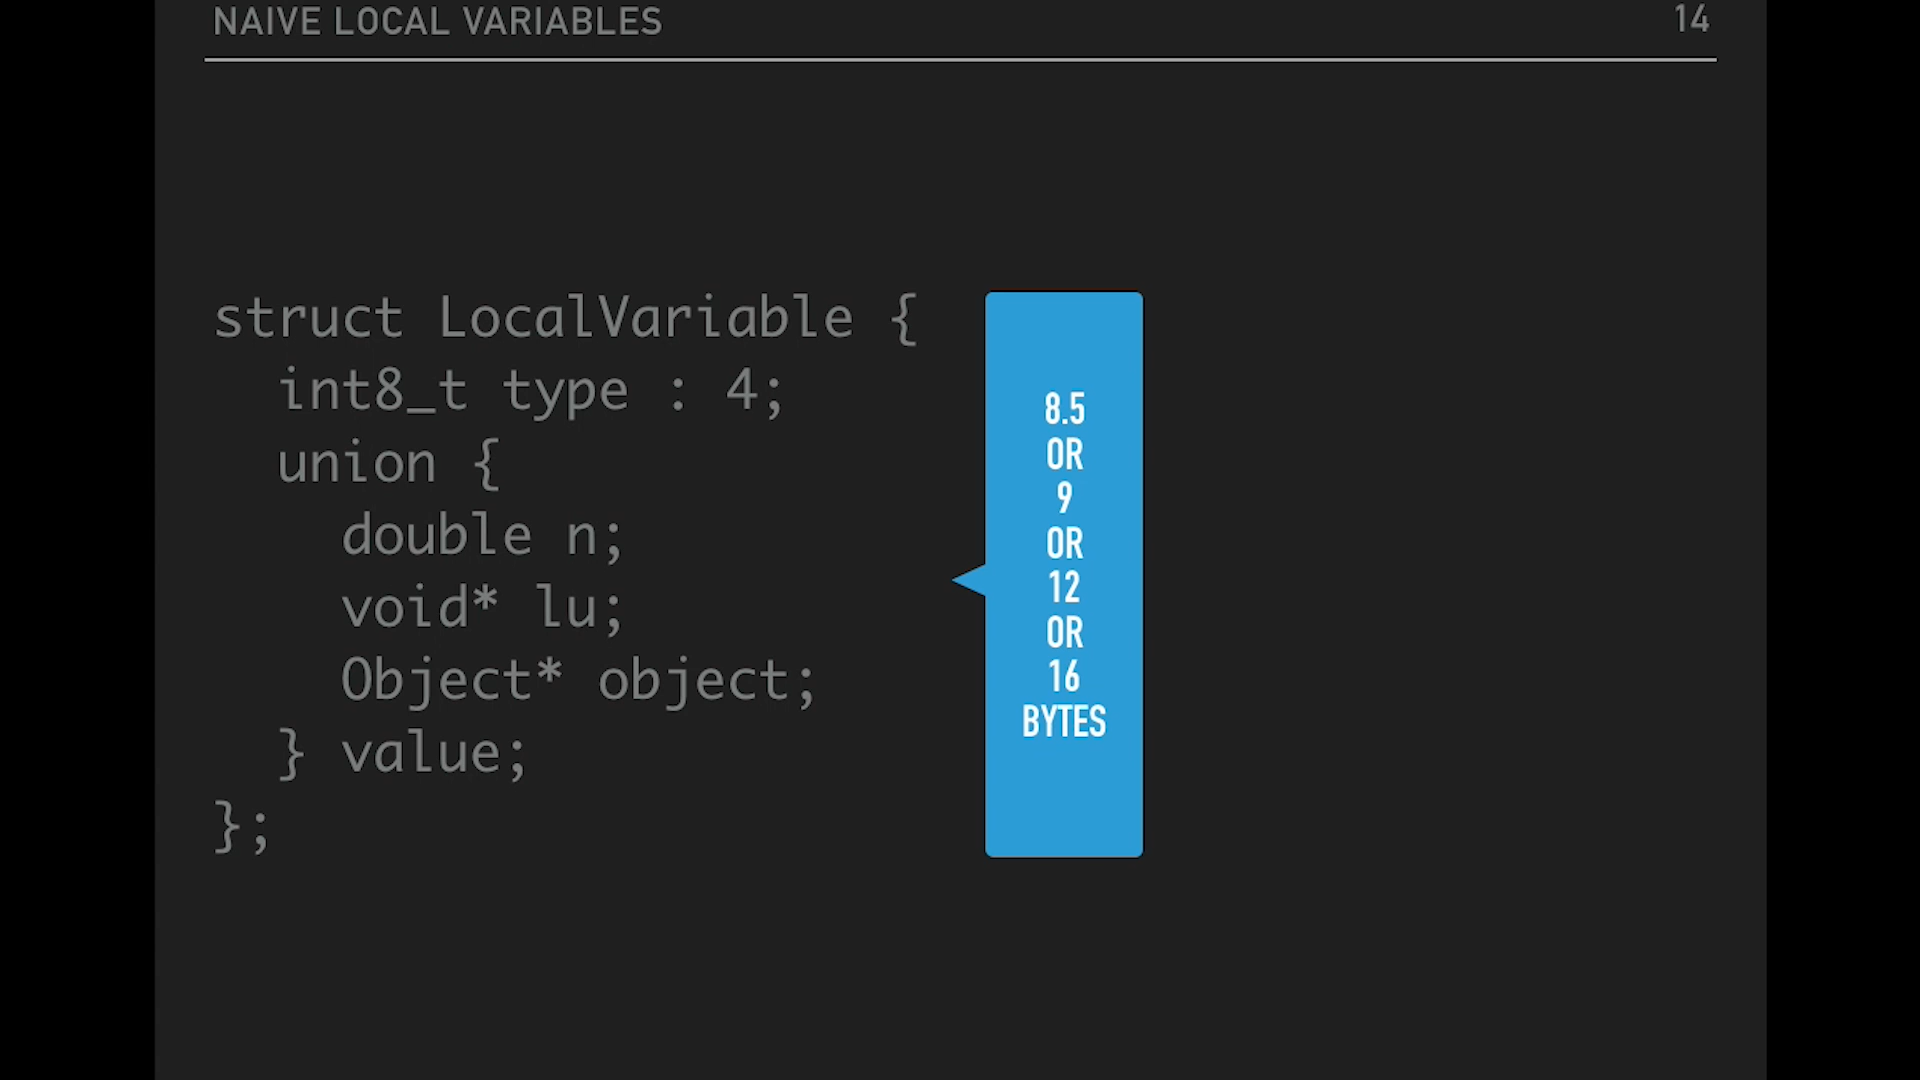 NAIVE LOCAL VARIABLES
14
struct LocalVariable {
int8_t type : 4;
union {
double n;
void* lu;
Object* object;
} value;
};
8.5
OR
9
OR
12
OR
16
BYTES